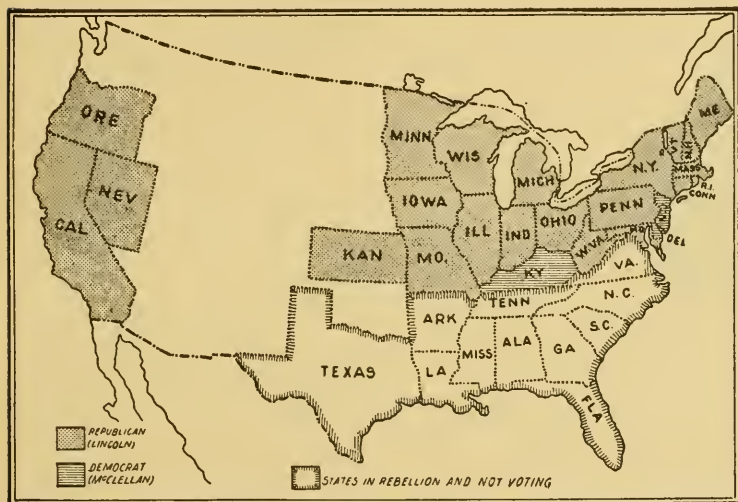 ORE
NEV
CAL
MINN
WIS
MICH
IOWA
ILL
IND
OHIO
KAN
MO.
KY
W.VA.
PENN
N.Y.
ME
N.H.
MASS
R.I.
CONN
DEL
VA.
N.C.
S.C.
TENN
ARK
MISS
ALA
GA
LA
TEXAS
FLA
REPUBLICAN
(LINCOLN)
DEMOCRAT
(McCLELLAN)
STATES IN REBELLION AND NOT VOTING